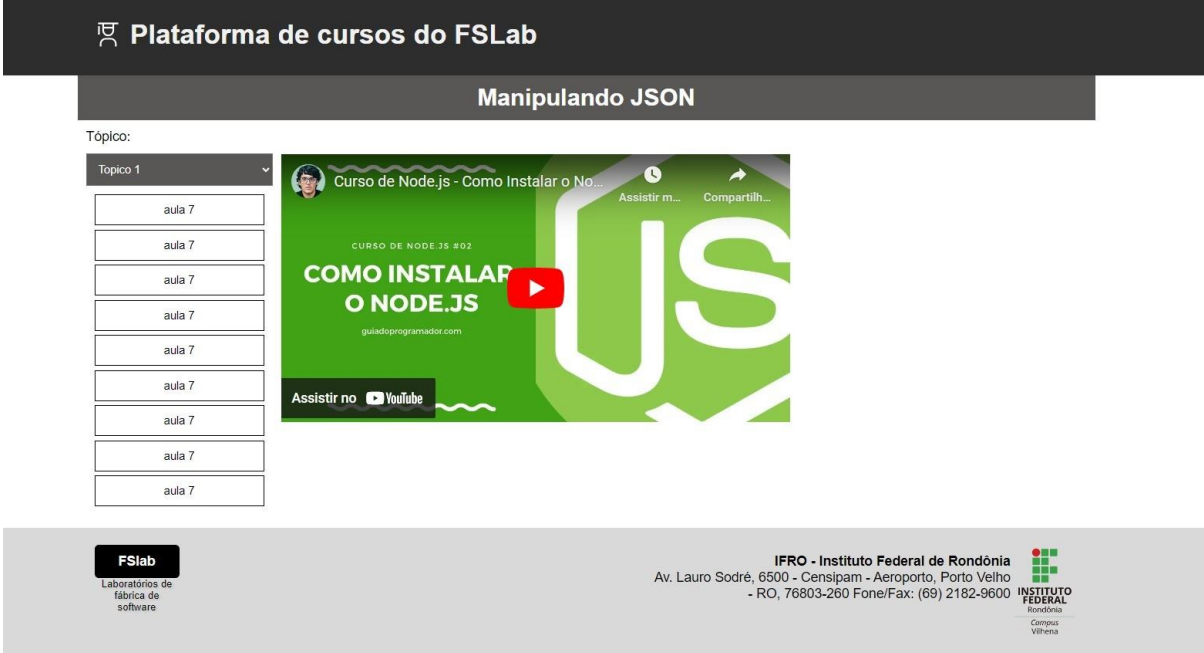 Plataforma de cursos do FSLab
Manipulando JSON
Tópico:
Topico 1
aula 7
aula 7
aula 7
aula 7
aula 7
aula 7
aula 7
aula 7
aula 7
Curso de Node.js - Como Instalar o No...
Assistir m...
Compartilh...
CURSO DE NODE.JS #02
COMO INSTALAR
O NODE.JS
guiadoprogramador.com
JS
Assistir no YouTube
FSlab
Laboratórios de
fábrica de
software
IFRO - Instituto Federal de Rondônia
Av. Lauro Sodré, 6500 - Censipam - Aeroporto, Porto Velho
- RO, 76803-260 Fone/Fax: (69) 2182-9600
INSTITUTO
FEDERAL
Rondônia
Campus
Vilhena